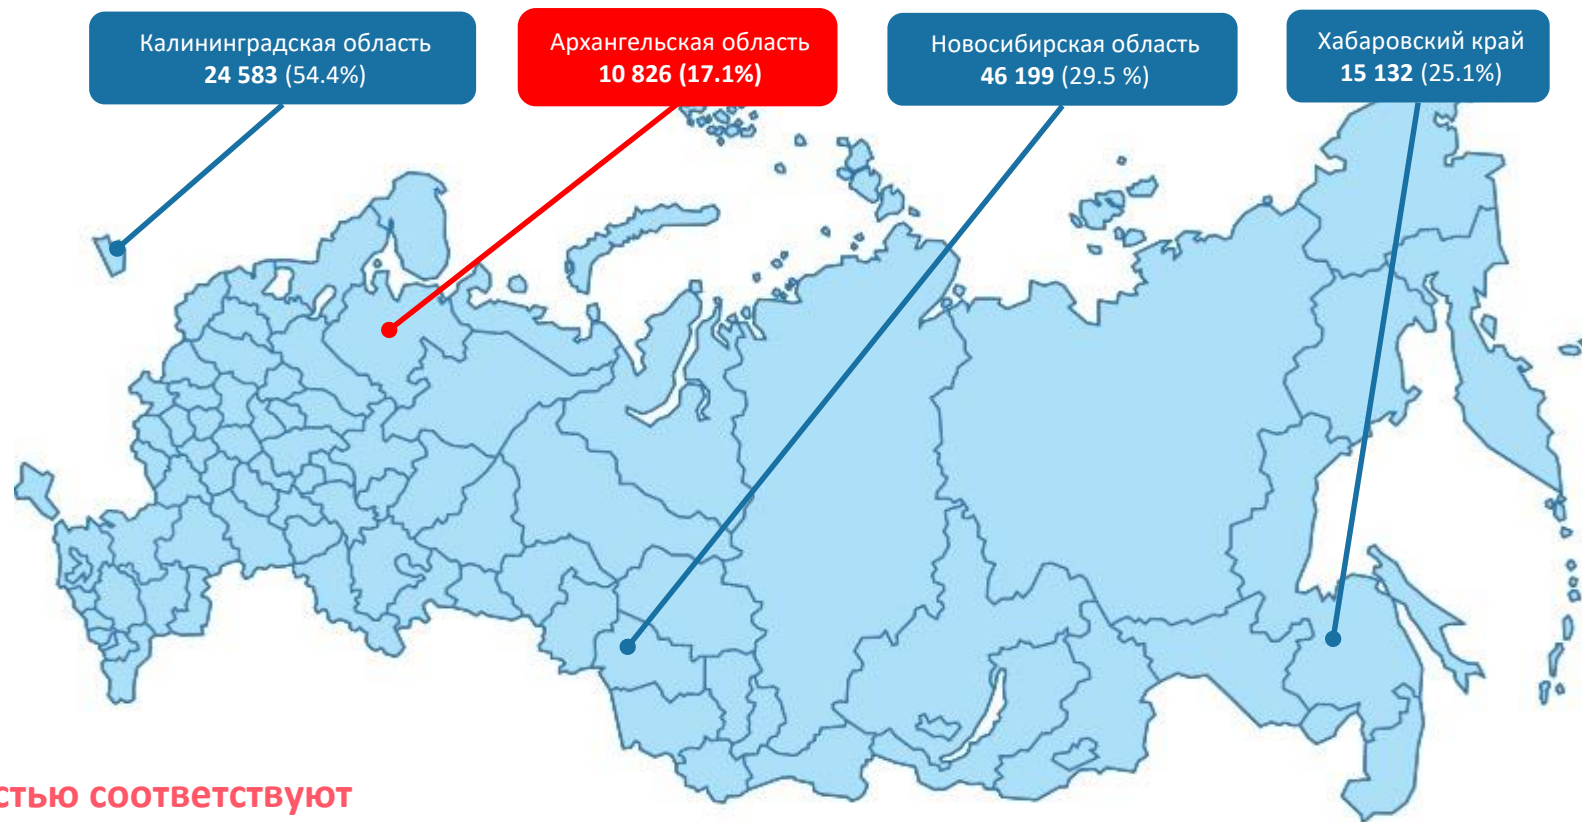 Калининградская область
24 583 (54.4%)
Архангельская область
10 826 (17.1%)
Новосибирская область
46 199 (29.5 %)
Хабаровский край
15 132 (25.1%)
стью соответствуют